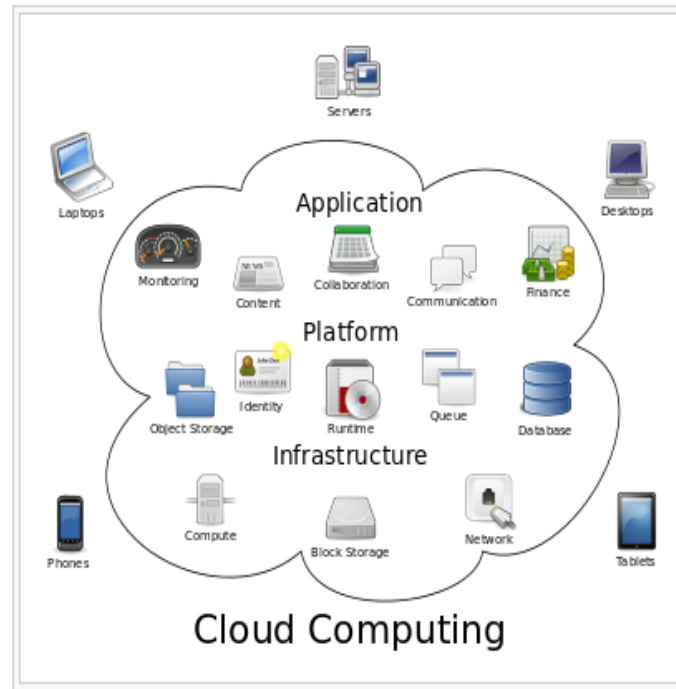 Servers
Laptops
Desktops
Application
Monitoring
Content
Collaboration
Communication
Finance
Platform
Object Storage
Identity
Runtime
Queue
Database
Infrastructure
Compute
Block Storage
Network
Phones
Tablets
Cloud Computing